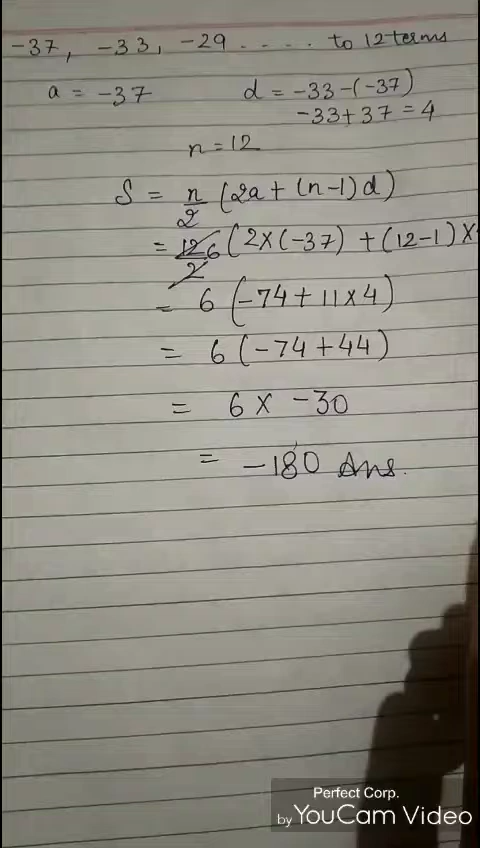 -37, -33, -29 ..... to 12 terms
a = -37 d = -33-(-37)
-33+37 = 4
n = 12
S = n/2 (2a + (n-1) d)
= 12/2 6 (2×(-37) + (12-1)×
= 6 (-74 + 11×4)
= 6 (-74 + 44)
= 6 × -30
= -180 Ans.
Perfect Corp.
by YouCam Video